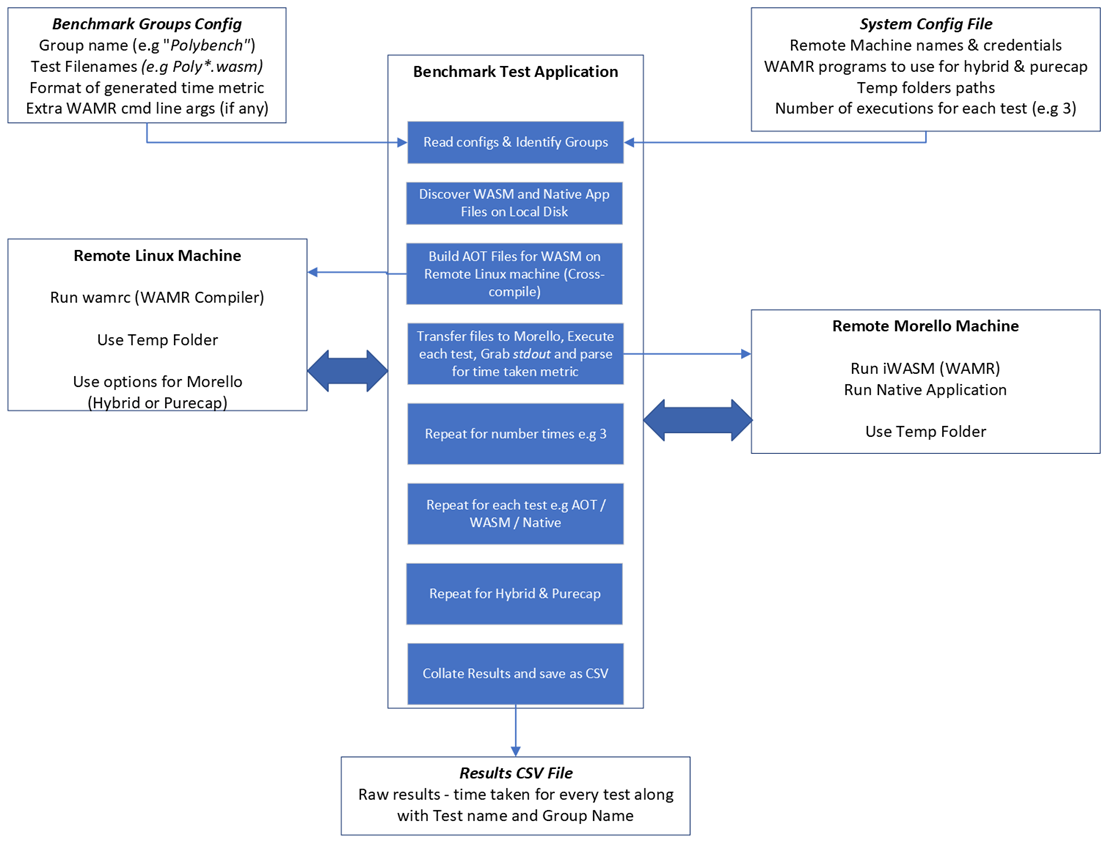 Benchmark Groups Config
Group name (e.g "Polybench")
Test Filenames (e.g Poly*.wasm)
Format of generated time metric
Extra WAMR cmd line args (if any)
System Config File
Remote Machine names & credentials
WAMR programs to use for hybrid & purecap
Temp folders paths
Number of executions for each test (e.g 3)
Benchmark Test Application
Read configs & Identify Groups
Discover WASM and Native App
Files on Local Disk
Build AOT Files for WASM on
Remote Linux machine (Cross-
compile)
Transfer files to Morello, Execute
each test, Grab stdout and parse
for time taken metric
Repeat for number times e.g 3
Repeat for each test e.g AOT /
WASM / Native
Repeat for Hybrid & Purecap
Collate Results and save as CSV
Remote Linux Machine
Run wamrc (WAMR Compiler)
Use Temp Folder
Use options for Morello
(Hybrid or Purecap)
Remote Morello Machine
Run iWASM (WAMR)
Run Native Application
Use Temp Folder
Results CSV File
Raw results - time taken for every test along
with Test name and Group Name